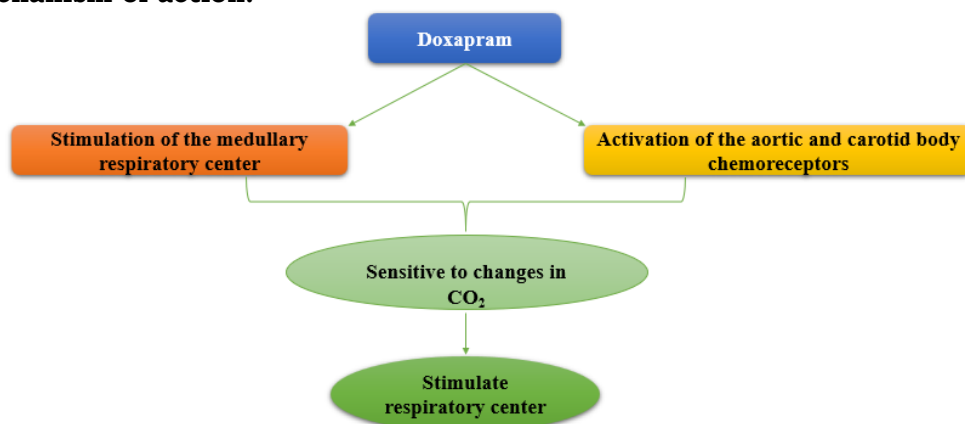 Doxapram
Stimulation of the medullary
respiratory center
Activation of the aortic and carotid body
chemoreceptors
Sensitive to changes in
CO₂
Stimulate
respiratory center